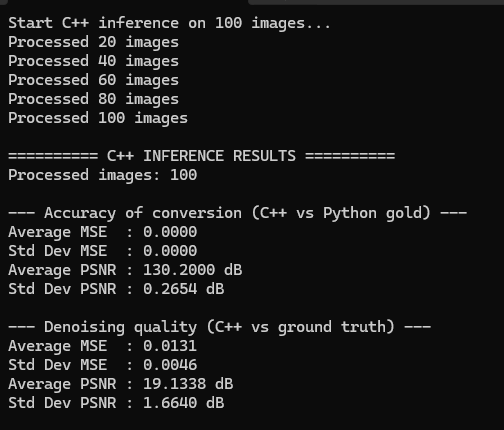 Start C++ inference on 100 images...
Processed 20 images
Processed 40 images
Processed 60 images
Processed 80 images
Processed 100 images
========== C++ INFERENCE RESULTS ==========
Processed images: 100
--- Accuracy of conversion (C++ vs Python gold) ---
Average MSE  : 0.0000
Std Dev MSE  : 0.0000
Average PSNR : 130.2000 dB
Std Dev PSNR : 0.2654 dB
--- Denoising quality (C++ vs ground truth) ---
Average MSE  : 0.0131
Std Dev MSE  : 0.0046
Average PSNR : 19.1338 dB
Std Dev PSNR : 1.6640 dB